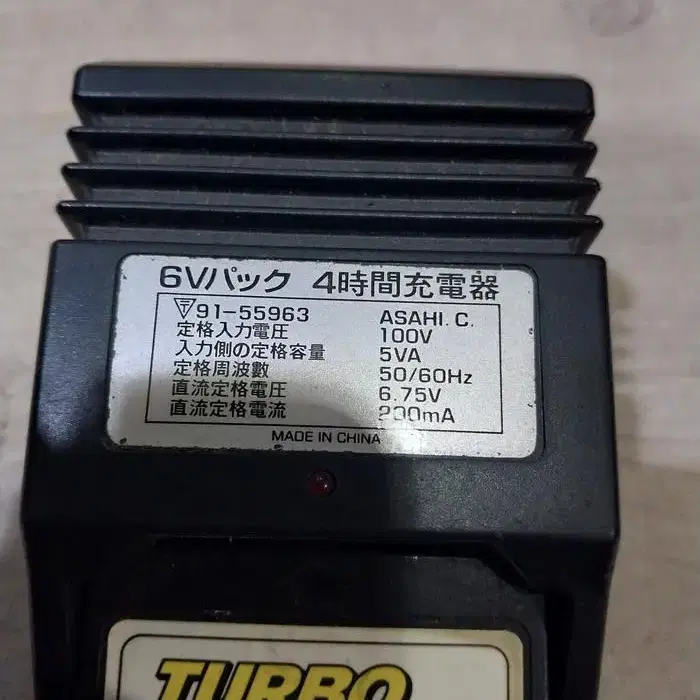 6Vパック 4時間充電器
91-55963 ASAHI. C.
定格入力電圧 100V
入力側の定格容量 5VA
定格周波數 50/60Hz
直流定格電圧 6.75V
直流定格電流 200mA
MADE IN CHINA
TURBO